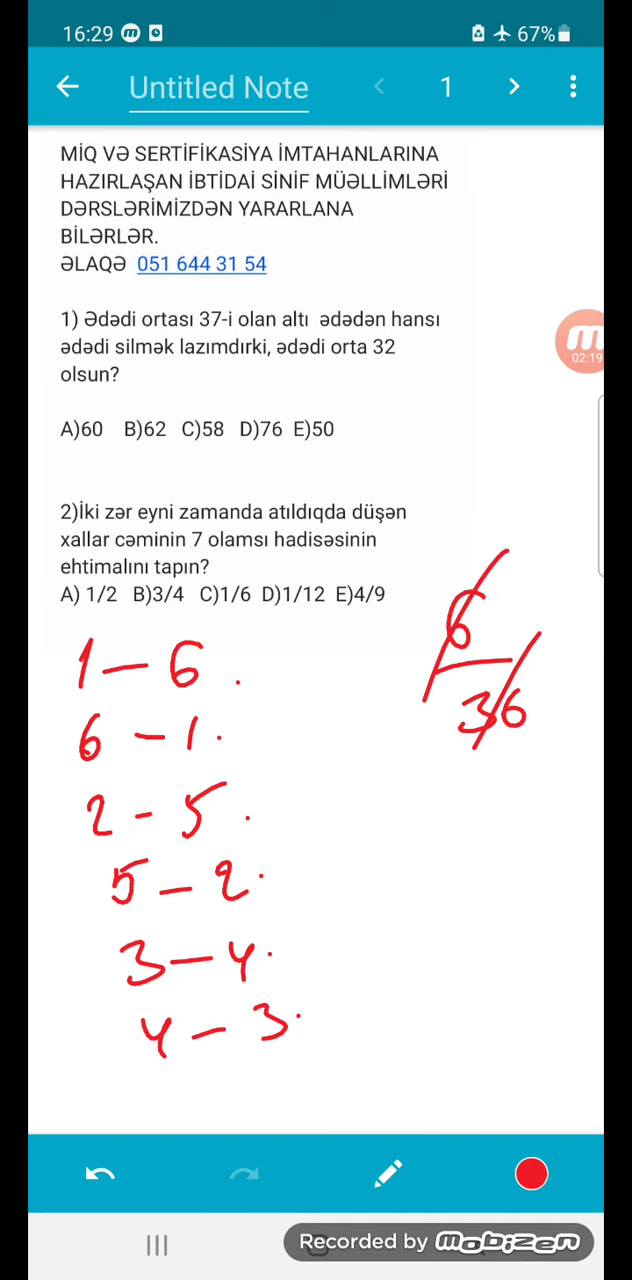 16:29 m 67%
Untitled Note < 1 >
MİQ VƏ SERTİFİKASİYA İMTAHANLARINA
HAZIRLAŞAN İBTİDAİ SİNİF MÜƏLLİMLƏRİ
DƏRSLƏRİMİZDƏN YARARLANA
BİLƏRLƏR.
ƏLAQƏ 051 644 31 54
1) Ədədi ortası 37-i olan altı ədədən hansı
ədədi silmək lazımdırki, ədədi orta 32
olsun?
m
02:19
A)60 B)62 C)58 D)76 E)50
2)İki zər eyni zamanda atıldıqda düşən
xallar cəminin 7 olamsı hadisəsinin
ehtimalını tapın?
A) 1/2 B)3/4 C)1/6 D)1/12 E)4/9
6
36
1 – 6 .
6 – 1.
2 - 5 .
5 – 2.
3 – 4.
4 – 3.
Recorded by mobizen